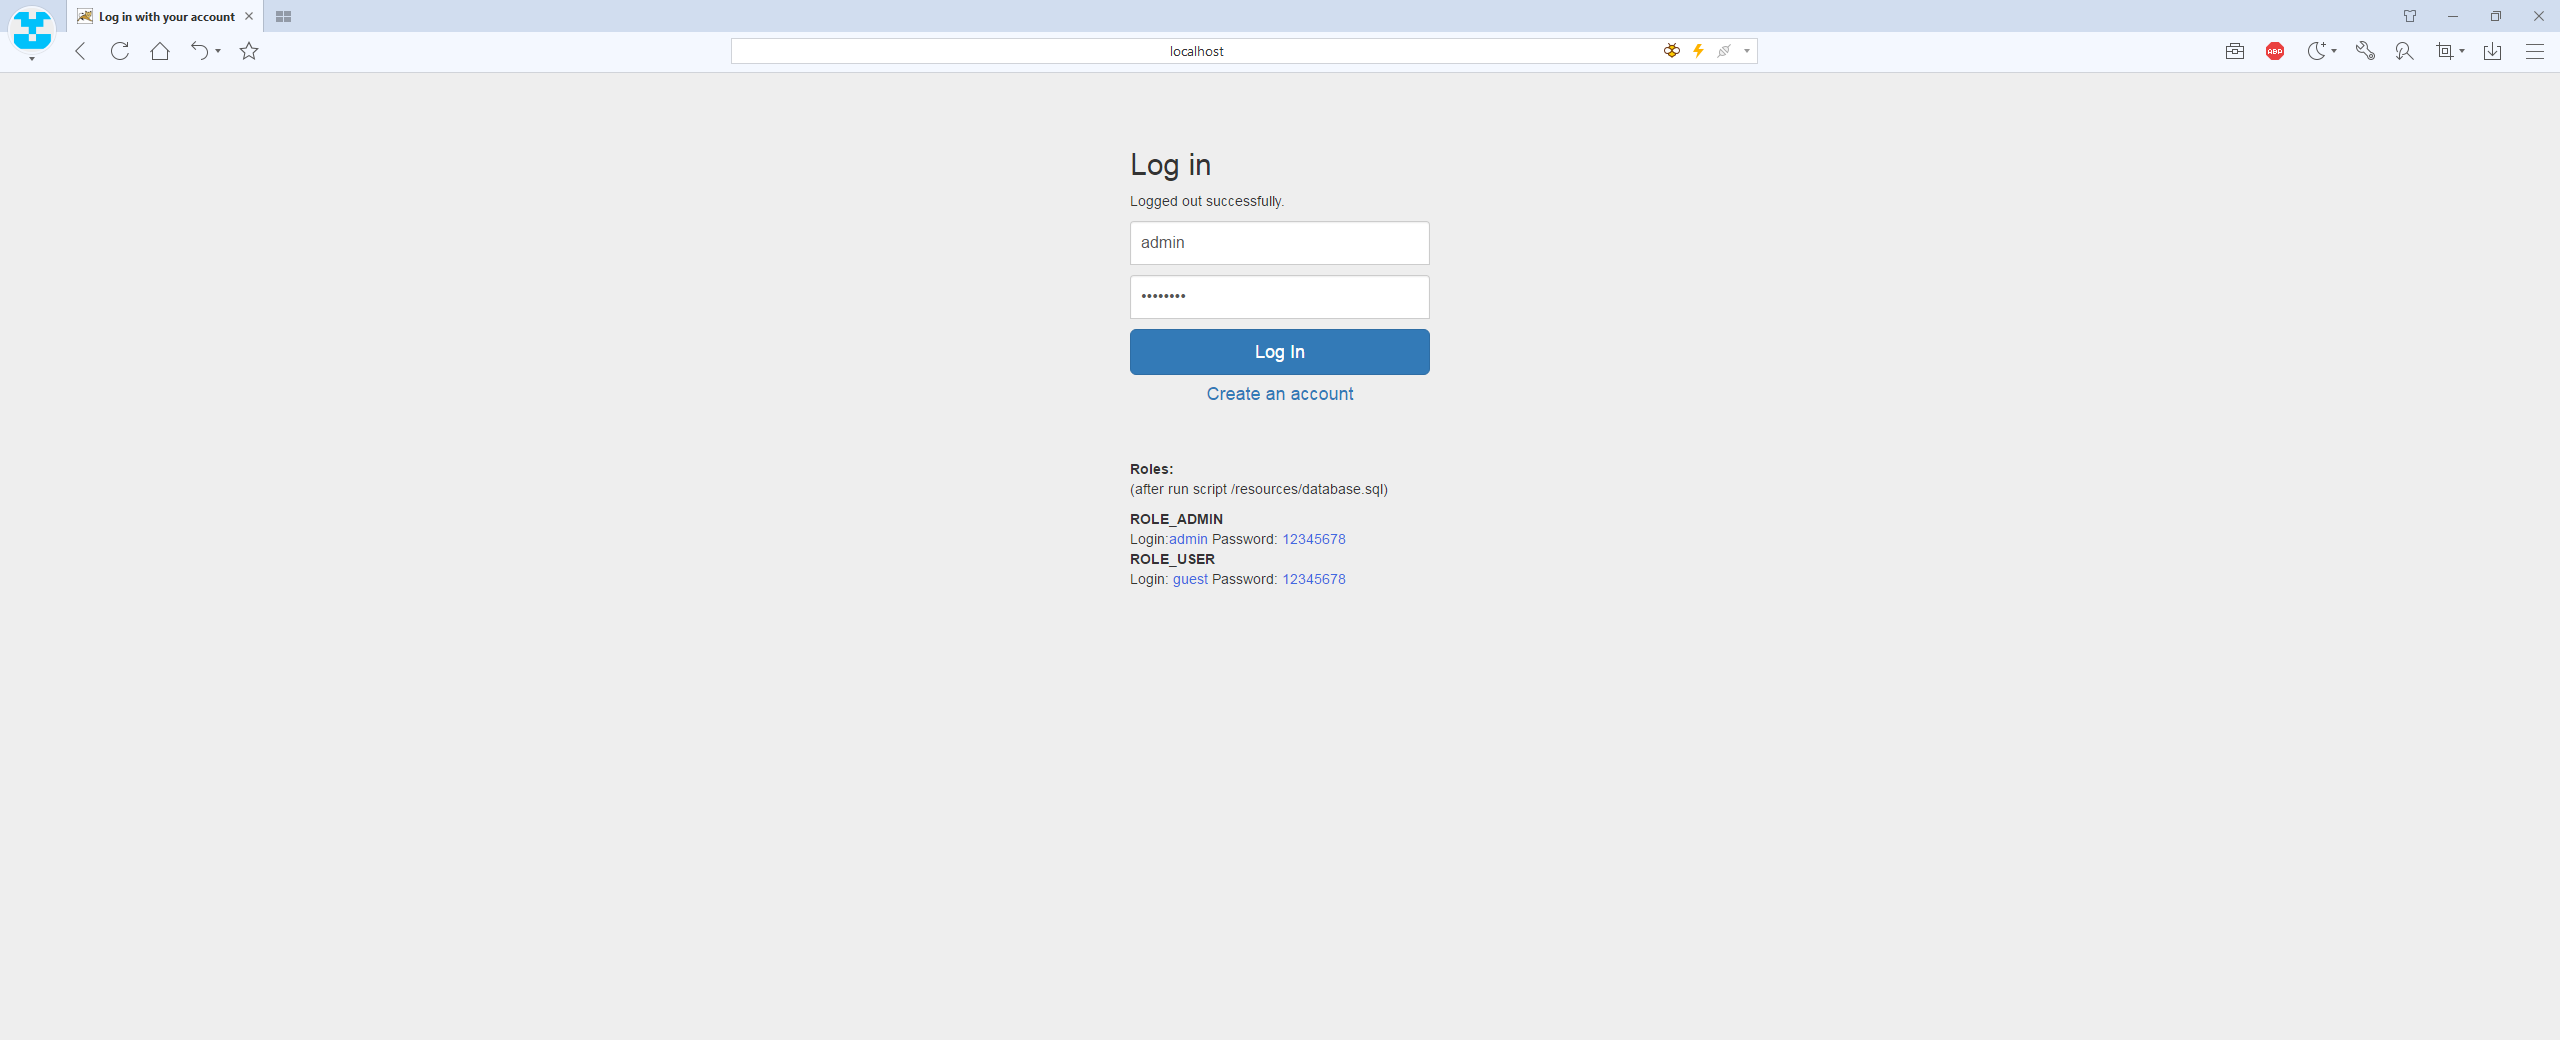 Log in with your account
localhost
ABP
Log in
Logged out successfully.
admin
••••••••
Log In
Create an account
Roles:
(after run script /resources/database.sql)
ROLE_ADMIN
Login:admin Password: 12345678
ROLE_USER
Login: guest Password: 12345678